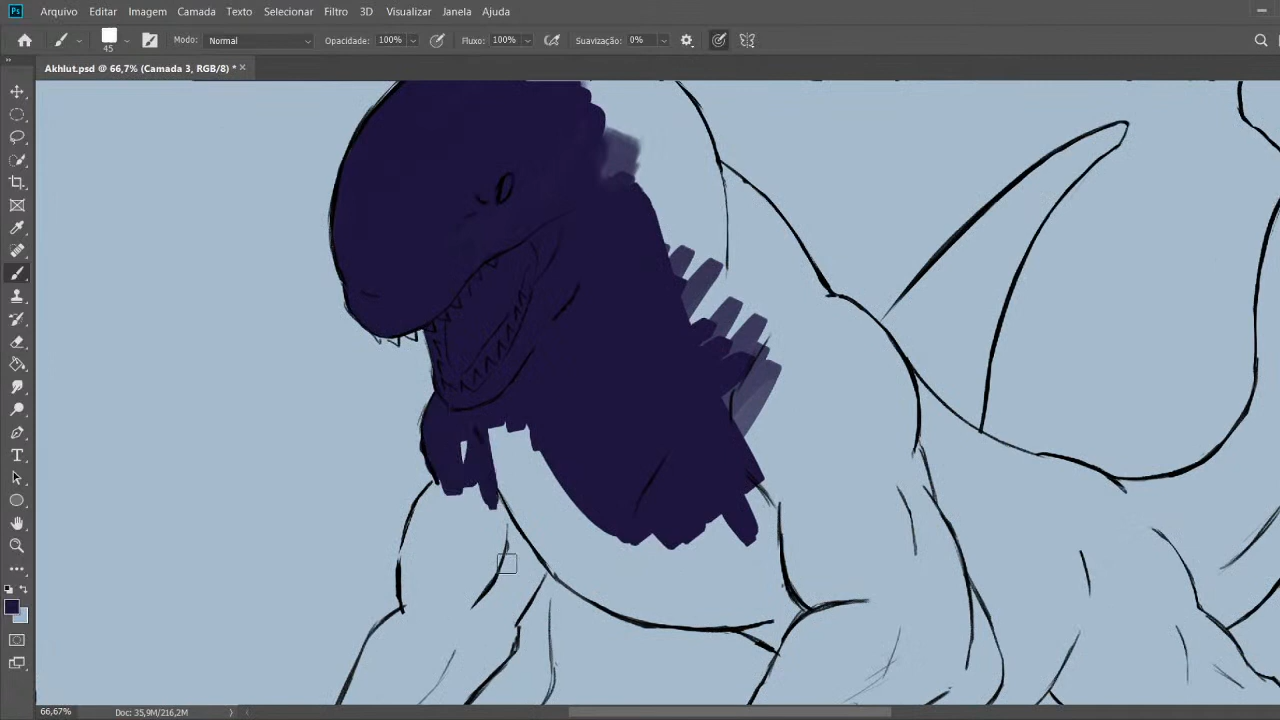 Ps Arquivo Editar Imagem Camada Texto Selecionar Filtro 3D Visualizar Janela Ajuda
45 Modo: Normal Opacidade: 100% Fluxo: 100% Suavização: 0%
Akhlut.psd @ 66,7% (Camada 3, RGB/8) * ×
66,67% Doc: 35,9M/216,2M